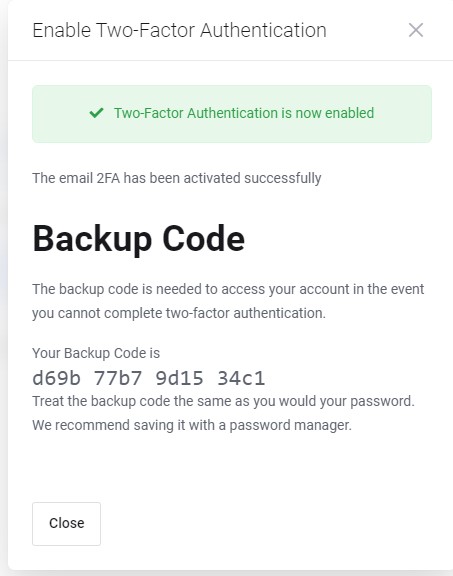 Enable Two-Factor Authentication
Two-Factor Authentication is now enabled
The email 2FA has been activated successfully
Backup Code
The backup code is needed to access your account in the event
you cannot complete two-factor authentication.
Your Backup Code is
d69b 77b7 9d15 34c1
Treat the backup code the same as you would your password.
We recommend saving it with a password manager.
Close